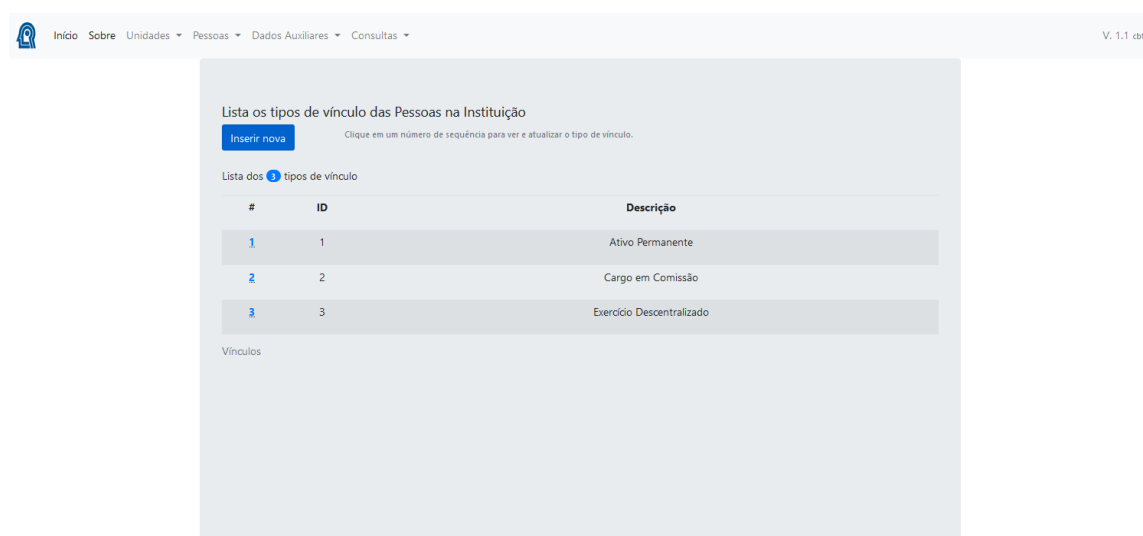 Início Sobre Unidades Pessoas Dados Auxiliares Consultas V. 1.1
Lista os tipos de vínculo das Pessoas na Instituição
Inserir nova Clique em um número de sequência para ver e atualizar o tipo de vínculo.
Lista dos 3 tipos de vínculo
# ID Descrição
1 1 Ativo Permanente
2 2 Cargo em Comissão
3 3 Exercício Descentralizado
Vínculos